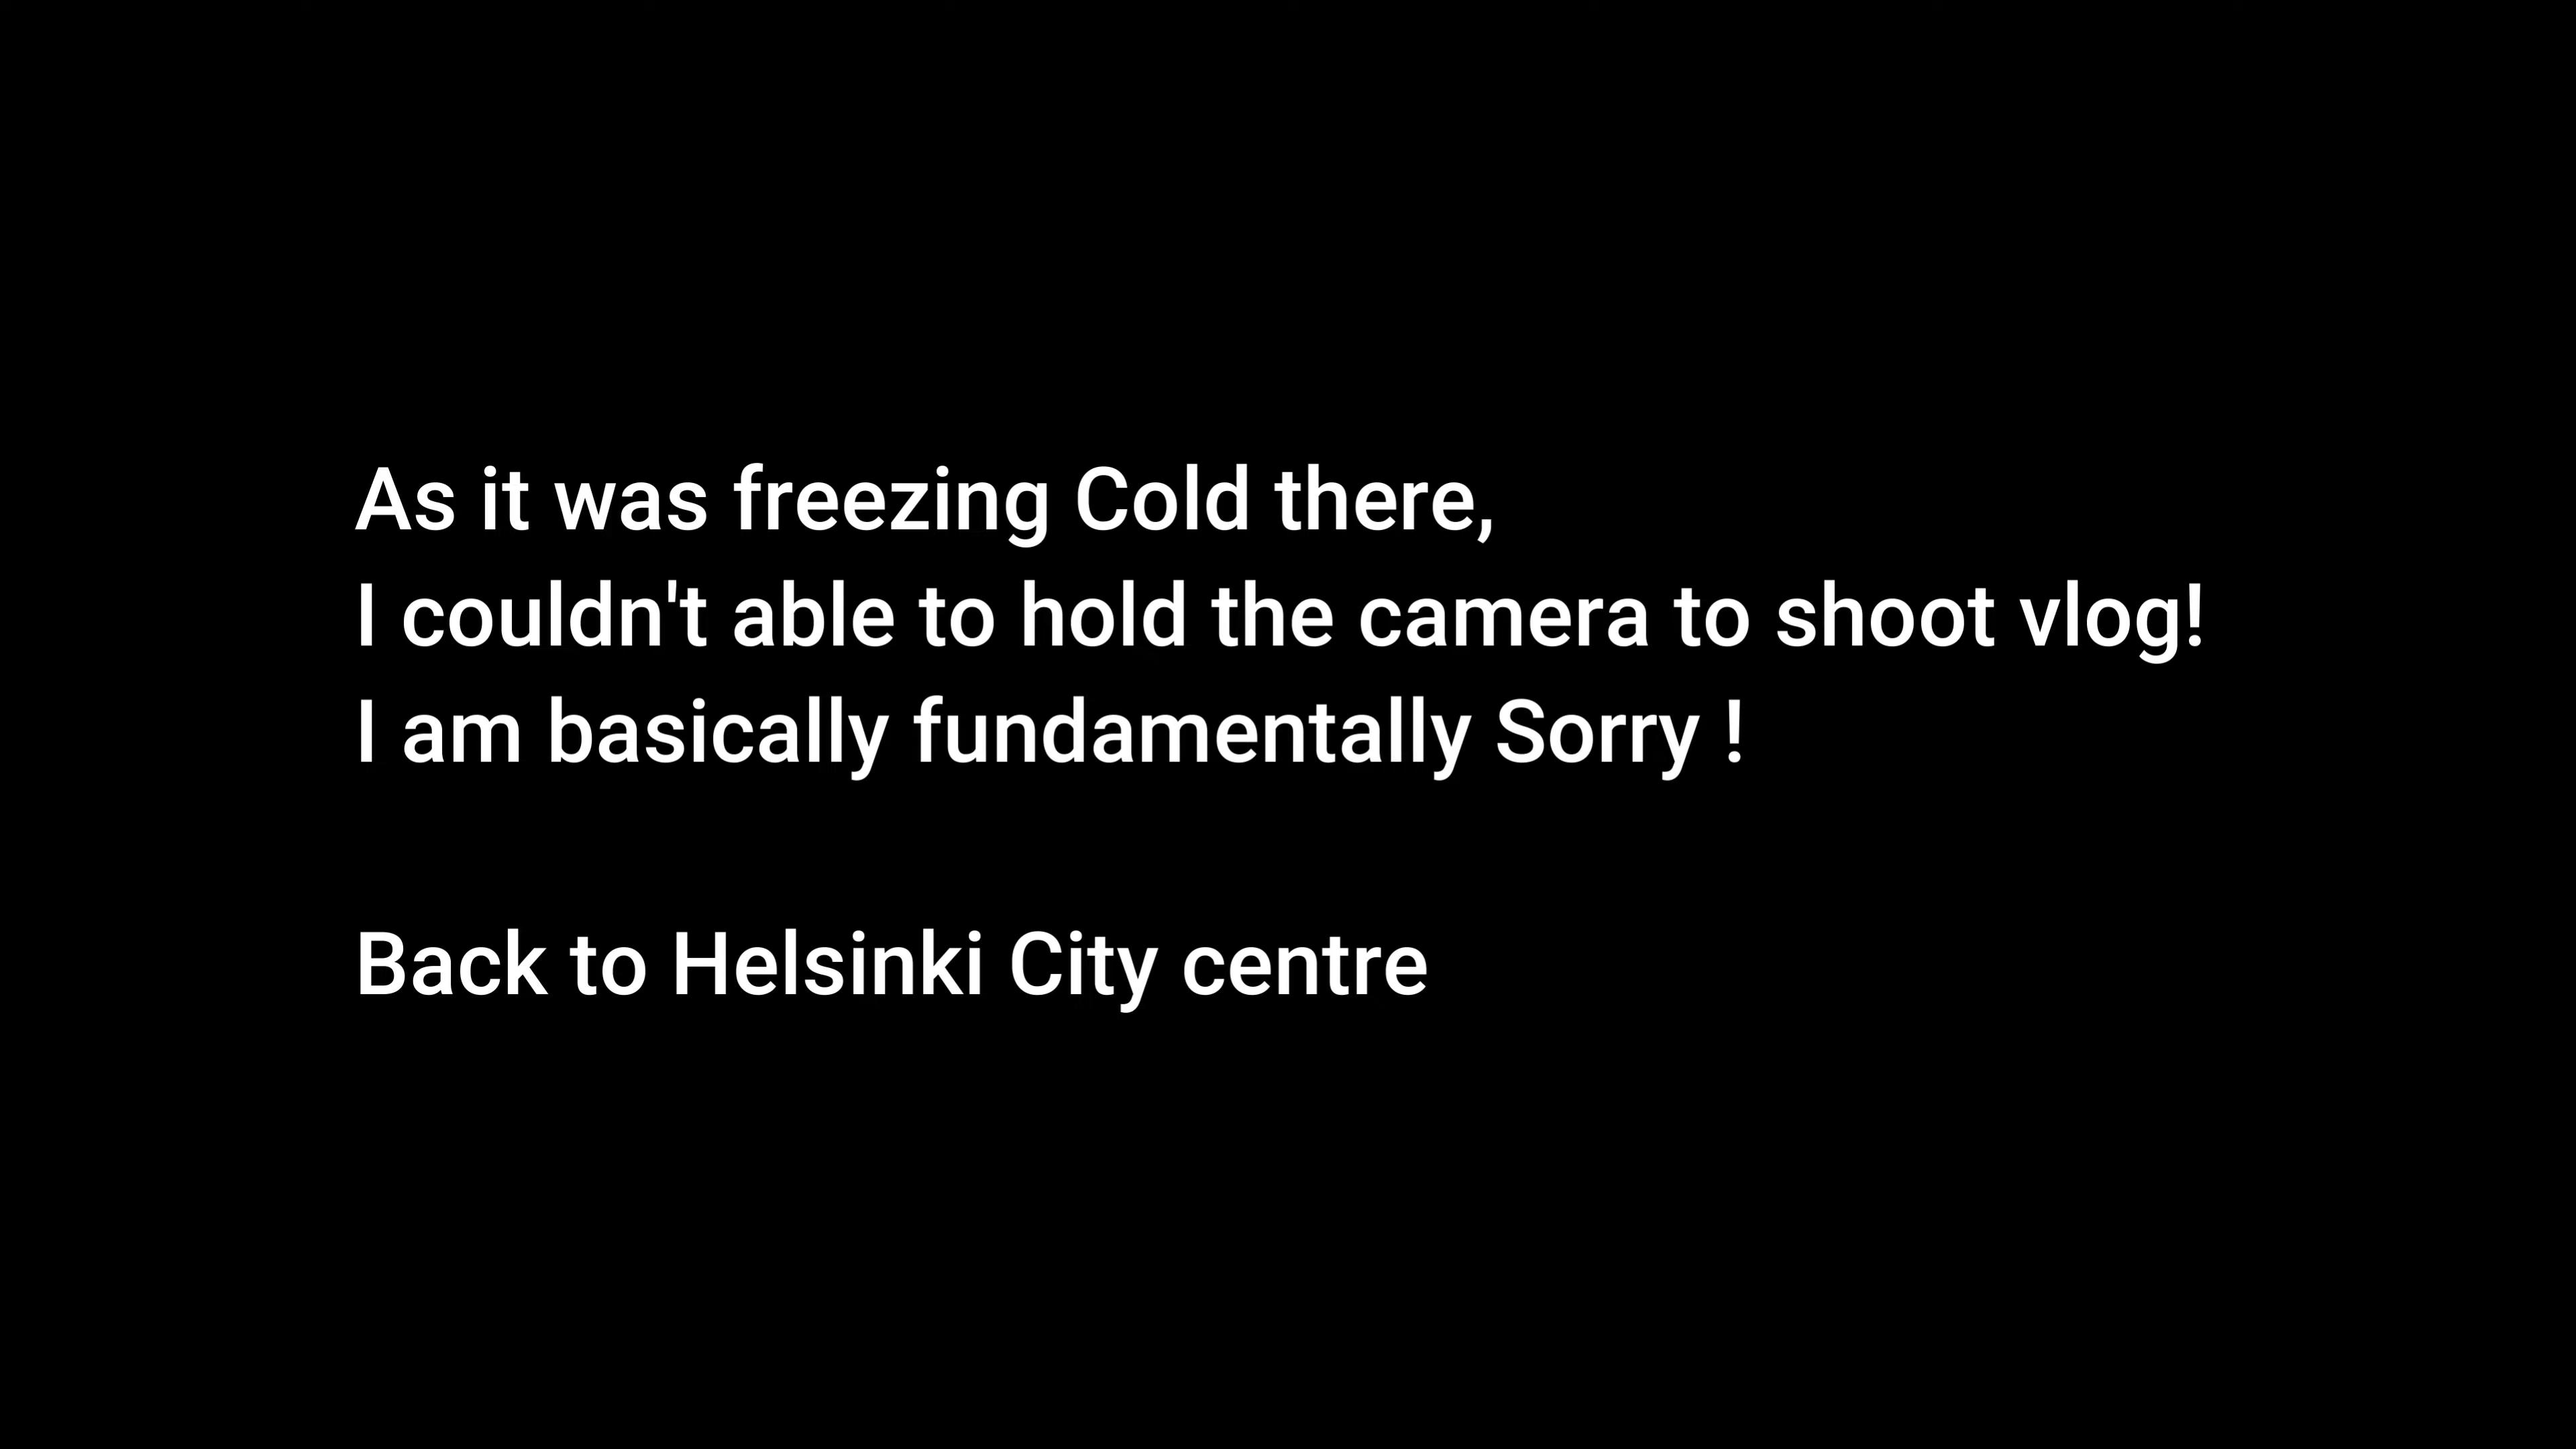 As it was freezing Cold there,
I couldn't able to hold the camera to shoot vlog!
I am basically fundamentally Sorry !
Back to Helsinki City centre